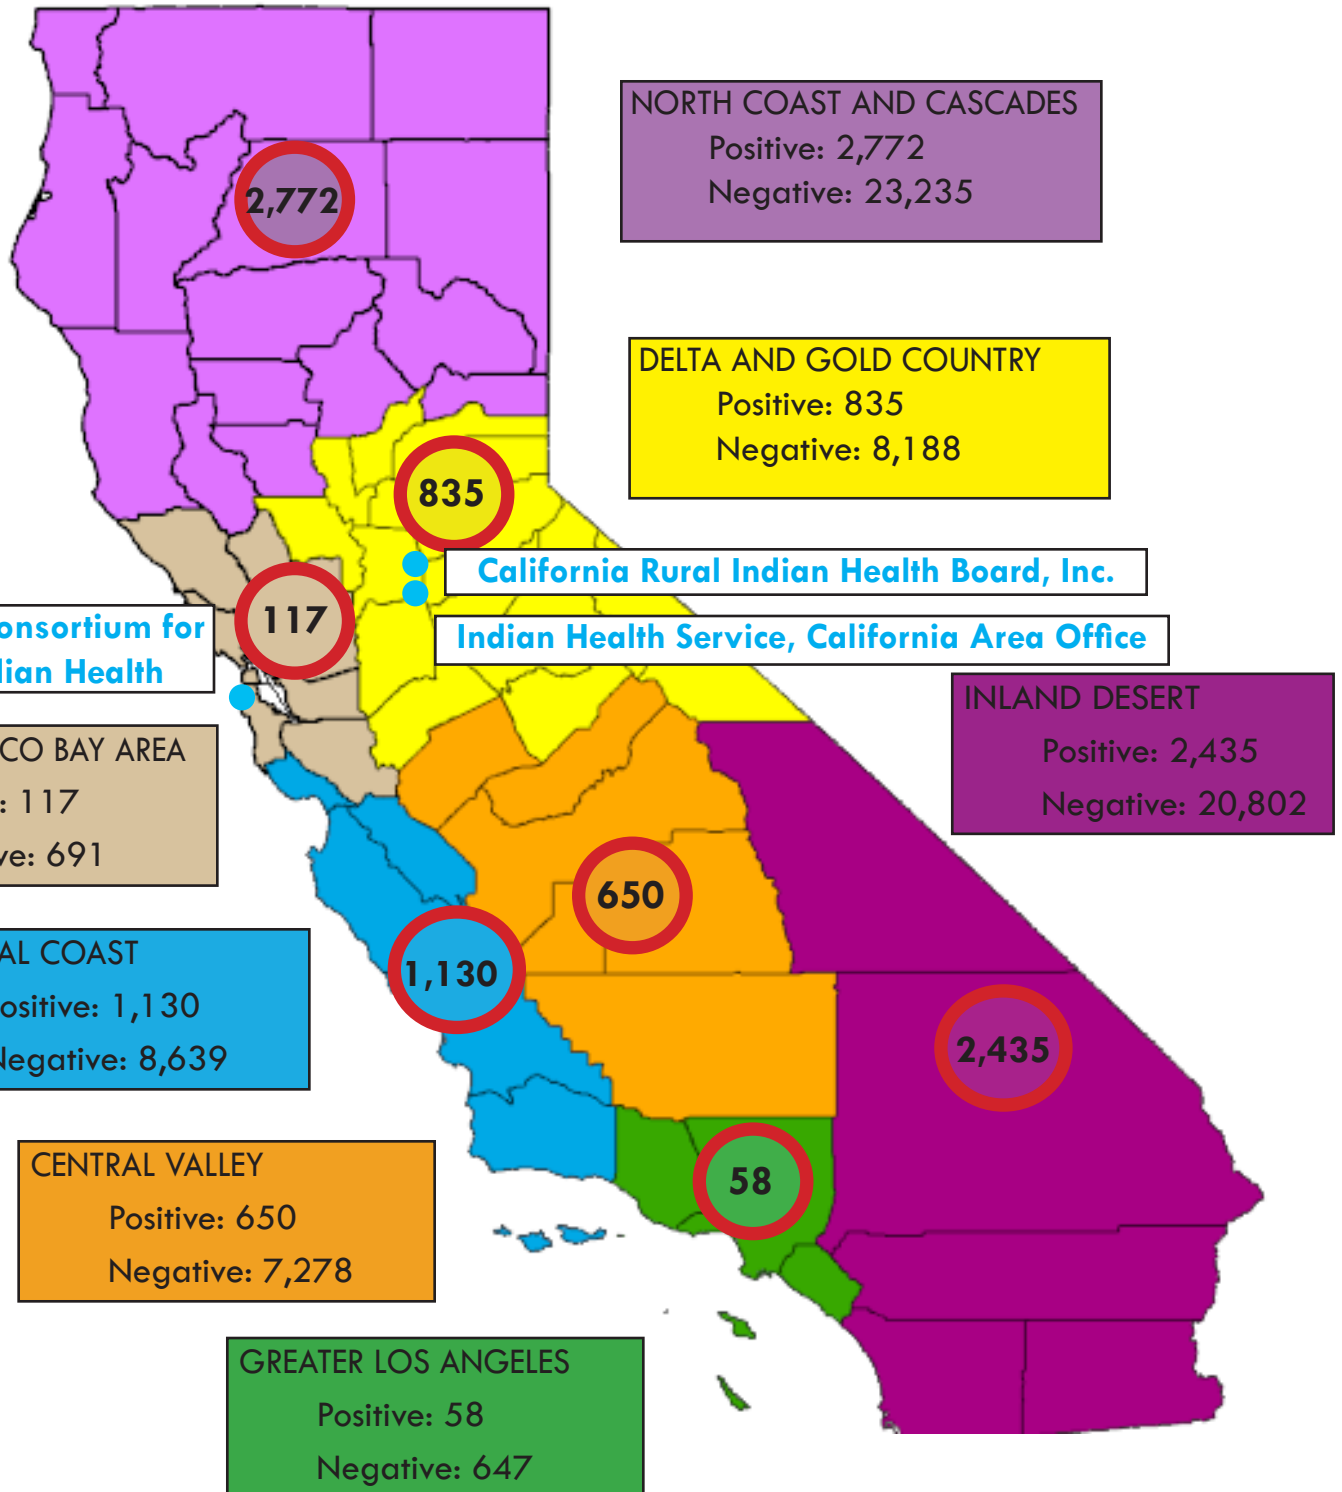 NORTH COAST AND CASCADES
Positive: 2,772
Negative: 23,235
2,772
DELTA AND GOLD COUNTRY
Positive: 835
Negative: 8,188
835
California Rural Indian Health Board, Inc.
117
onsortium for
dian Health
Indian Health Service, California Area Office
INLAND DESERT
Positive: 2,435
Negative: 20,802
CO BAY AREA
: 117
ve: 691
650
AL COAST
ositive: 1,130
Negative: 8,639
1,130
2,435
CENTRAL VALLEY
Positive: 650
Negative: 7,278
58
GREATER LOS ANGELES
Positive: 58
Negative: 647